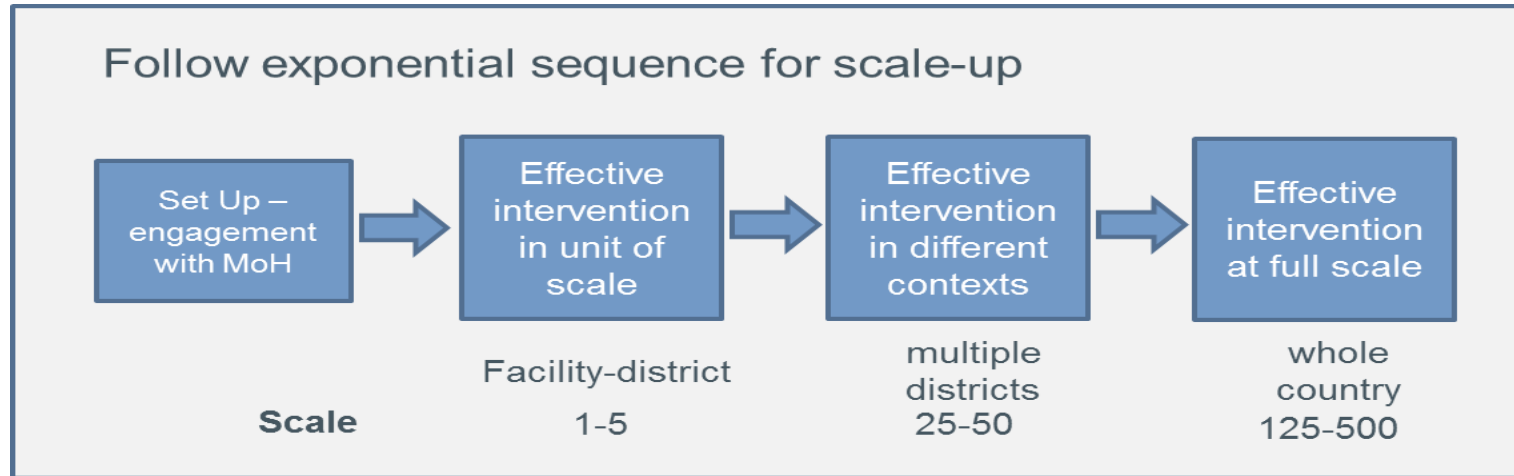 Follow exponential sequence for scale-up
Set Up –
engagement
with MoH
Effective
intervention
in unit of
scale
Effective
intervention
in different
contexts
Effective
intervention
at full scale
Facility-district
multiple
districts
whole
country
Scale
1-5
25-50
125-500